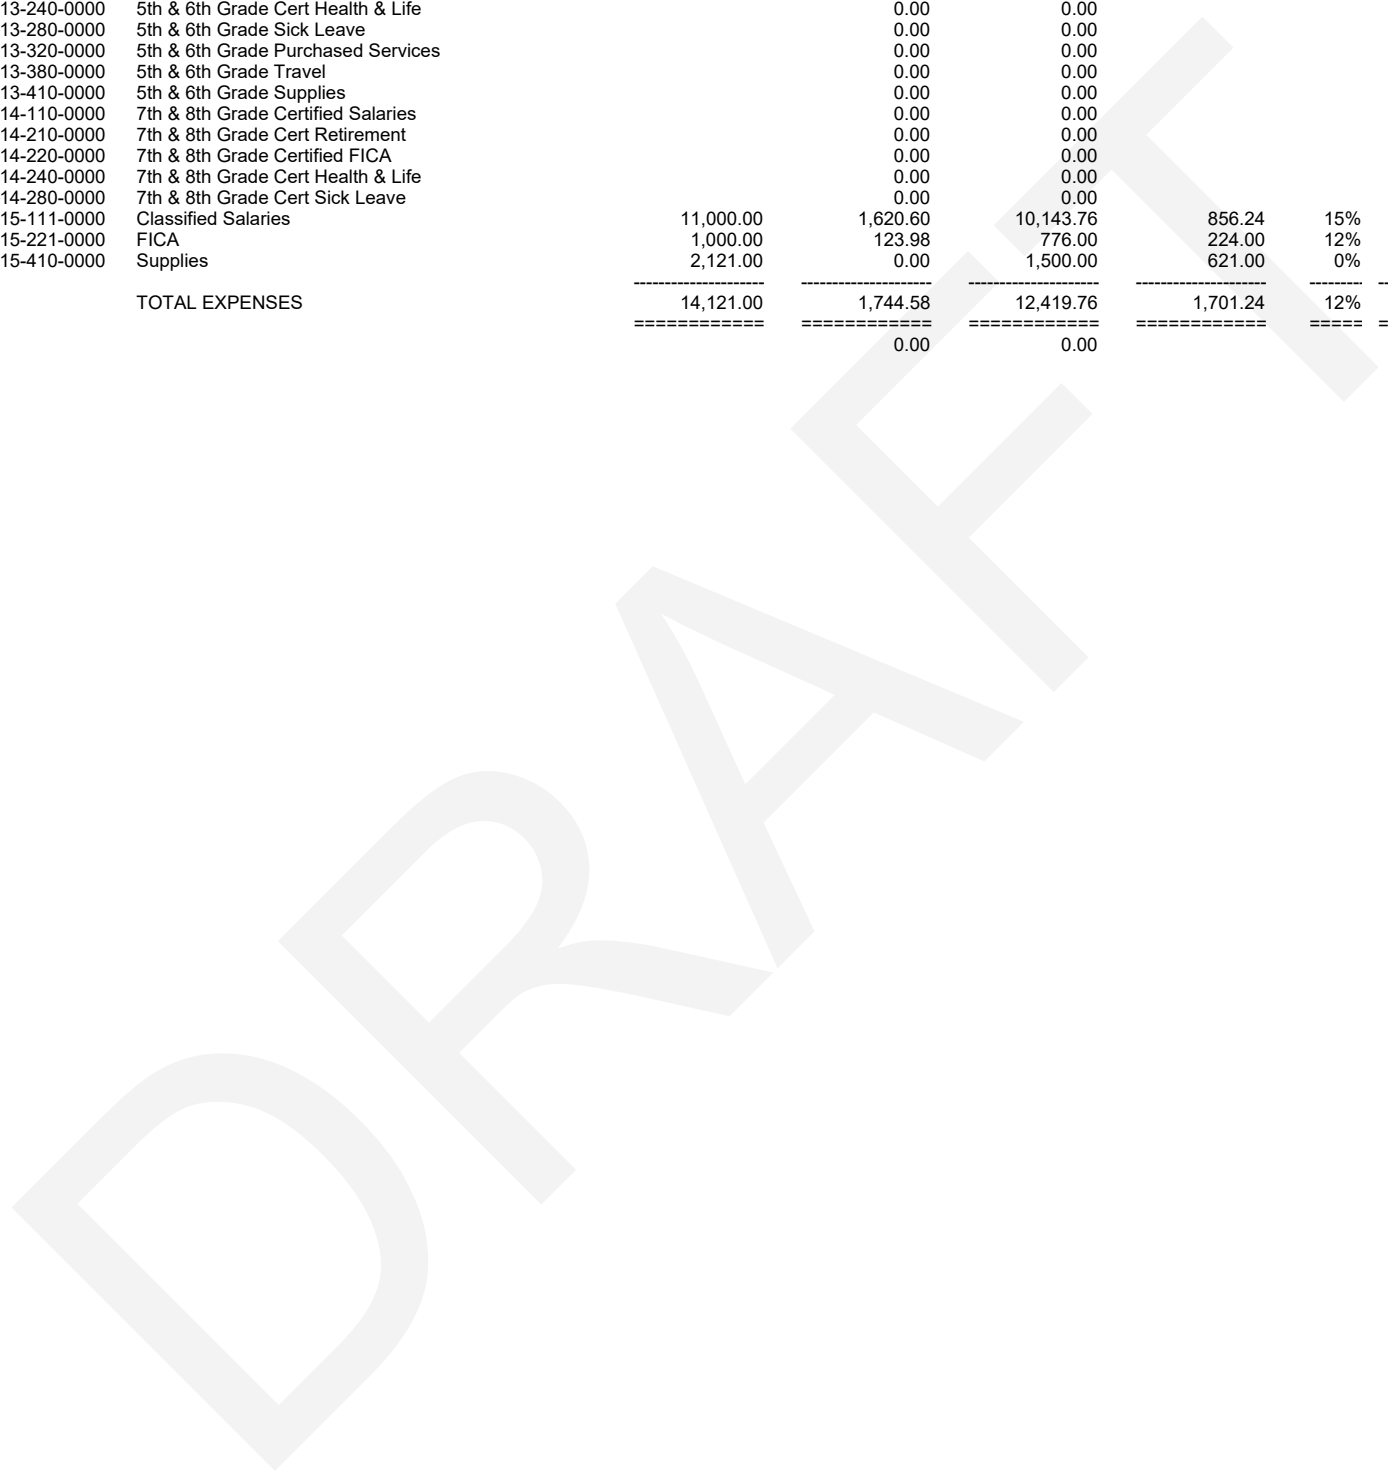 13-240-0000 5th & 6th Grade Cert Health & Life 0.00 0.00
13-280-0000 5th & 6th Grade Sick Leave 0.00 0.00
13-320-0000 5th & 6th Grade Purchased Services 0.00 0.00
13-380-0000 5th & 6th Grade Travel 0.00 0.00
13-410-0000 5th & 6th Grade Supplies 0.00 0.00
14-110-0000 7th & 8th Grade Certified Salaries 0.00 0.00
14-210-0000 7th & 8th Grade Cert Retirement 0.00 0.00
14-220-0000 7th & 8th Grade Certified FICA 0.00 0.00
14-240-0000 7th & 8th Grade Cert Health & Life 0.00 0.00
14-280-0000 7th & 8th Grade Cert Sick Leave 0.00 0.00
15-111-0000 Classified Salaries 11,000.00 1,620.60 10,143.76 856.24 15%
15-221-0000 FICA 1,000.00 123.98 776.00 224.00 12%
15-410-0000 Supplies 2,121.00 0.00 1,500.00 621.00 0%
--------------------- --------------------- --------------------- --------------------- -------- --
TOTAL EXPENSES 14,121.00 1,744.58 12,419.76 1,701.24 12%
============ ============ ============ ============ ===== =
0.00 0.00
DRAFT